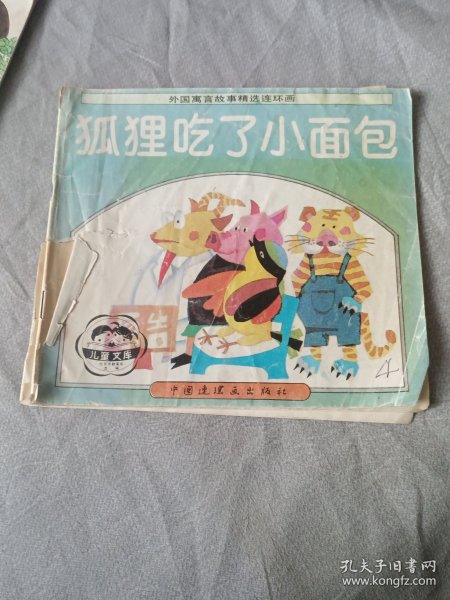 外国寓言故事精选连环画
狐狸吃了小面包
告
儿童文库
中国连环画出版社
4
孔夫子旧书网
www.kongfz.com